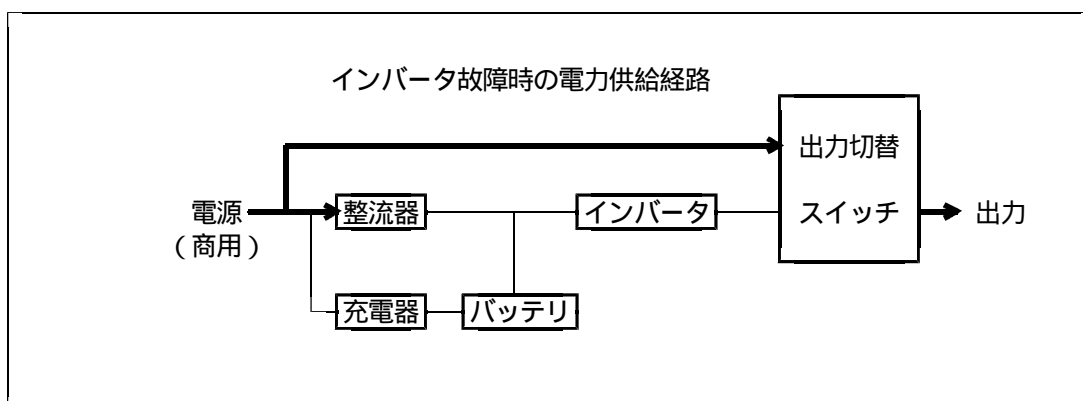 インバータ故障時の電力供給経路
出力切替
電源
(商用)
整流器
インバータ
スイッチ
出力
充電器
バッテリ